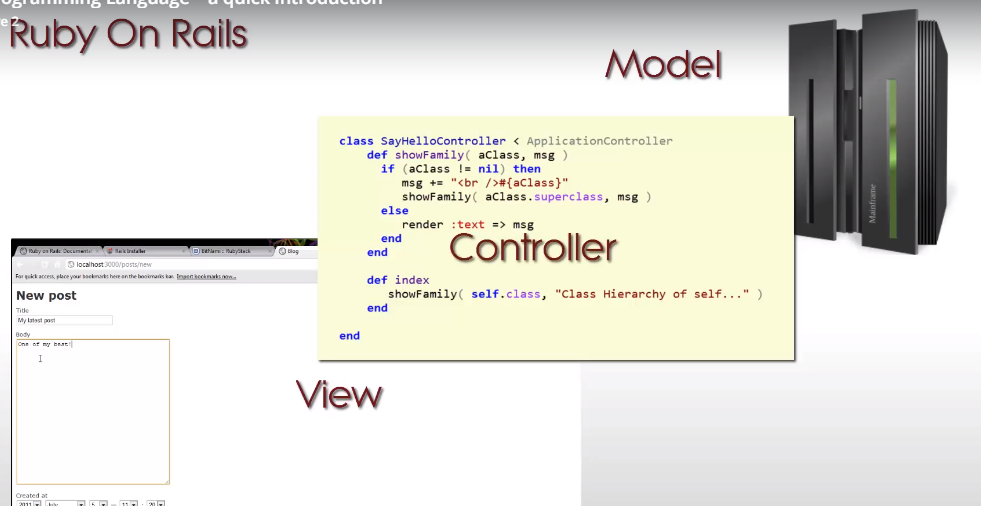 ogramming Language – a quick introduction
re 2
Ruby On Rails
Model
class SayHelloController < ApplicationController
def showFamily( aClass, msg )
if (aClass != nil) then
msg += "<br />#{aClass}"
showFamily( aClass.superclass, msg )
else
render :text => msg
end
end
def index
showFamily( self.class, "Class Hierarchy of self..." )
end
end
Controller
Mainframe
Ruby on Rails: Documentat
Rails Installer
BitNami :: RubyStack
Blog
localhost:3000/posts/new
For quick access, place your bookmarks here on the bookmarks bar. Import bookmarks now...
New post
Title
My latest post
Body
One of my best!
View
Created at
2011 July 5 — 11 : 20